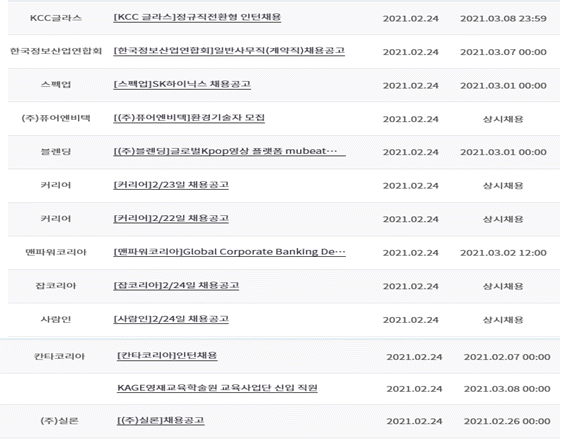 KCC글라스 [KCC 글라스]정규직전환형 인턴채용 2021.02.24 2021.03.08 23:59
한국정보산업연합회 [한국정보산업연합회]일반사무직(계약직)채용공고 2021.02.24 2021.03.07 00:00
스펙업 [스펙업]SK하이닉스 채용공고 2021.02.24 2021.03.01 00:00
(주)퓨어엔비텍 [(주)퓨어엔비텍]환경기술자 모집 2021.02.24 상시채용
블렌딩 [(주)블렌딩]글로벌Kpop영상 플랫폼 mubeat··· 2021.02.24 2021.03.01 00:00
커리어 [커리어]2/23일 채용공고 2021.02.24 상시채용
커리어 [커리어]2/22일 채용공고 2021.02.24 상시채용
맨파워코리아 [맨파워코리아]Global Corporate Banking De··· 2021.02.24 2021.03.02 12:00
잡코리아 [잡코리아]2/24일 채용공고 2021.02.24 상시채용
사람인 [사람인]2/24일 채용공고 2021.02.24 상시채용
칸타코리아 [칸타코리아]인턴채용 2021.02.24 2021.02.07 00:00
KAGE영재교육학술원 교육사업단 신입 직원 2021.02.24 2021.03.08 00:00
(주)실론 [(주)실론]채용공고 2021.02.24 2021.02.26 00:00